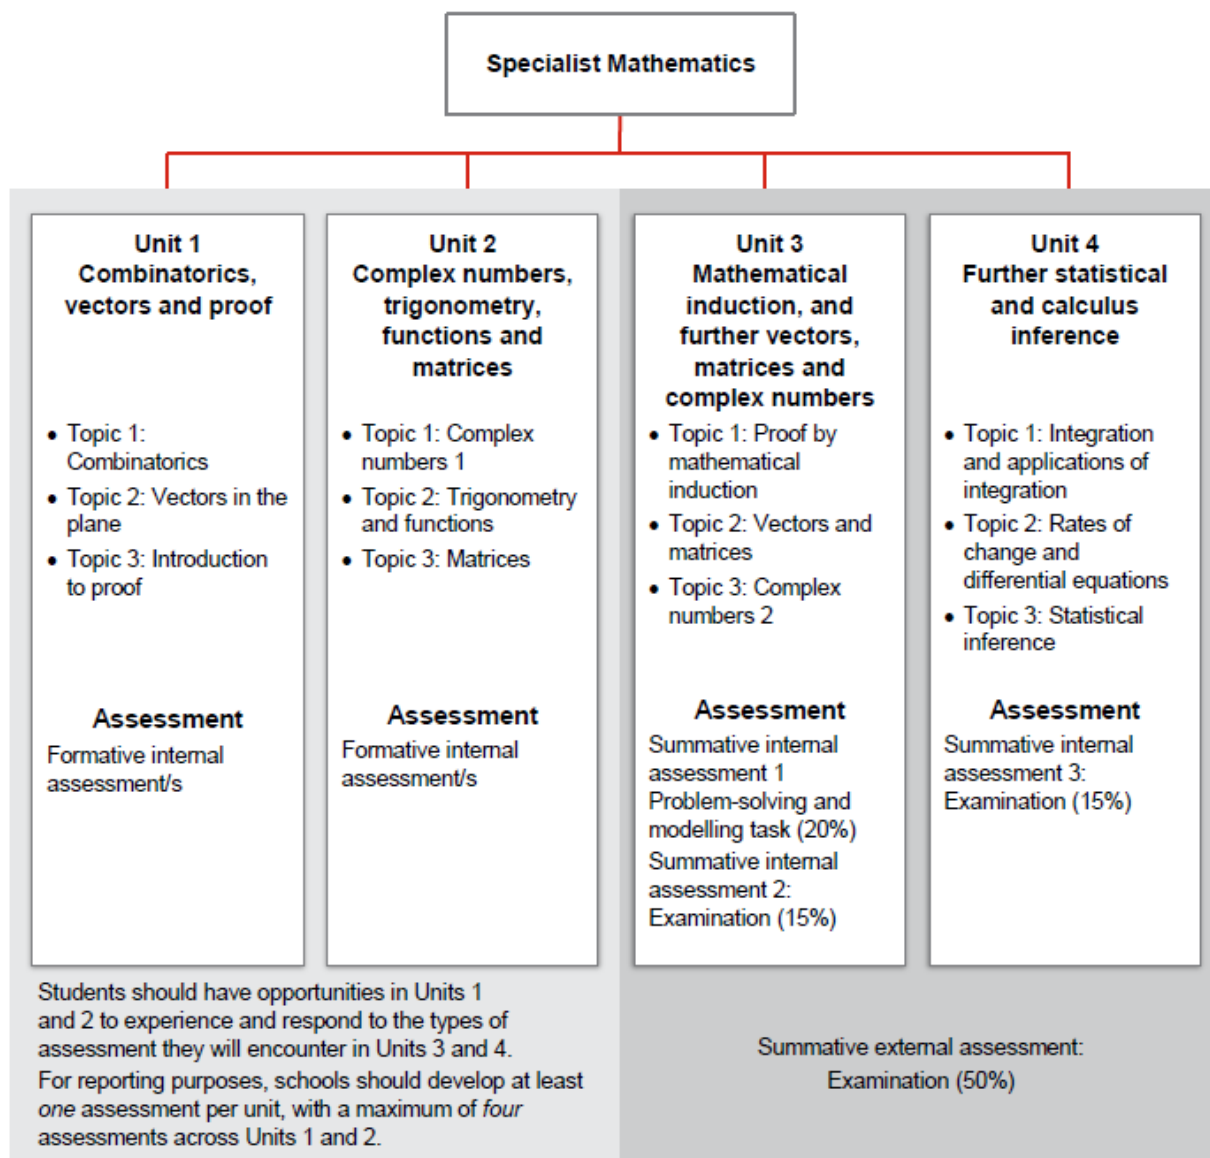 Specialist Mathematics
Unit 1
Combinatorics,
vectors and proof
• Topic 1:
Combinatorics
• Topic 2: Vectors in the
plane
• Topic 3: Introduction
to proof
Assessment
Formative internal
assessment/s
Unit 2
Complex numbers,
trigonometry,
functions and
matrices
• Topic 1: Complex
numbers 1
• Topic 2: Trigonometry
and functions
• Topic 3: Matrices
Assessment
Formative internal
assessment/s
Unit 3
Mathematical
induction, and
further vectors,
matrices and
complex numbers
• Topic 1: Proof by
mathematical
induction
• Topic 2: Vectors and
matrices
• Topic 3: Complex
numbers 2
Assessment
Summative internal
assessment 1
Problem-solving and
modelling task (20%)
Summative internal
assessment 2:
Examination (15%)
Unit 4
Further statistical
and calculus
inference
• Topic 1: Integration
and applications of
integration
• Topic 2: Rates of
change and
differential equations
• Topic 3: Statistical
inference
Assessment
Summative internal
assessment 3:
Examination (15%)
Students should have opportunities in Units 1
and 2 to experience and respond to the types of
assessment they will encounter in Units 3 and 4.
For reporting purposes, schools should develop at least
one assessment per unit, with a maximum of four
assessments across Units 1 and 2.
Summative external assessment:
Examination (50%)